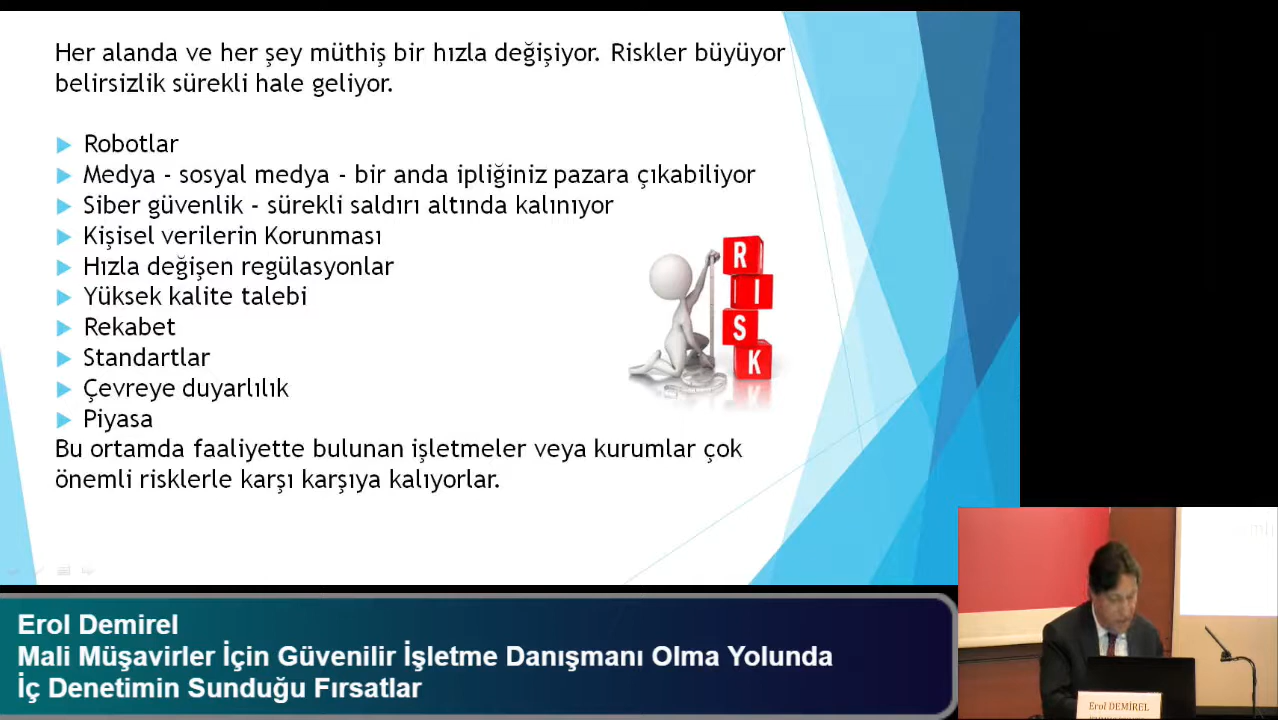 Her alanda ve her şey müthiş bir hızla değişiyor. Riskler büyüyor
belirsizlik sürekli hale geliyor.
Robotlar
Medya - sosyal medya - bir anda ipliğiniz pazara çıkabiliyor
Siber güvenlik - sürekli saldırı altında kalınıyor
Kişisel verilerin Korunması
Hızla değişen regülasyonlar
Yüksek kalite talebi
Rekabet
Standartlar
Çevreye duyarlılık
Piyasa
Bu ortamda faaliyette bulunan işletmeler veya kurumlar çok
önemli risklerle karşı karşıya kalıyorlar.
R
I
S
K
Erol Demirel
Mali Müşavirler İçin Güvenilir İşletme Danışmanı Olma Yolunda
İç Denetimin Sunduğu Fırsatlar
Erol DEMİREL